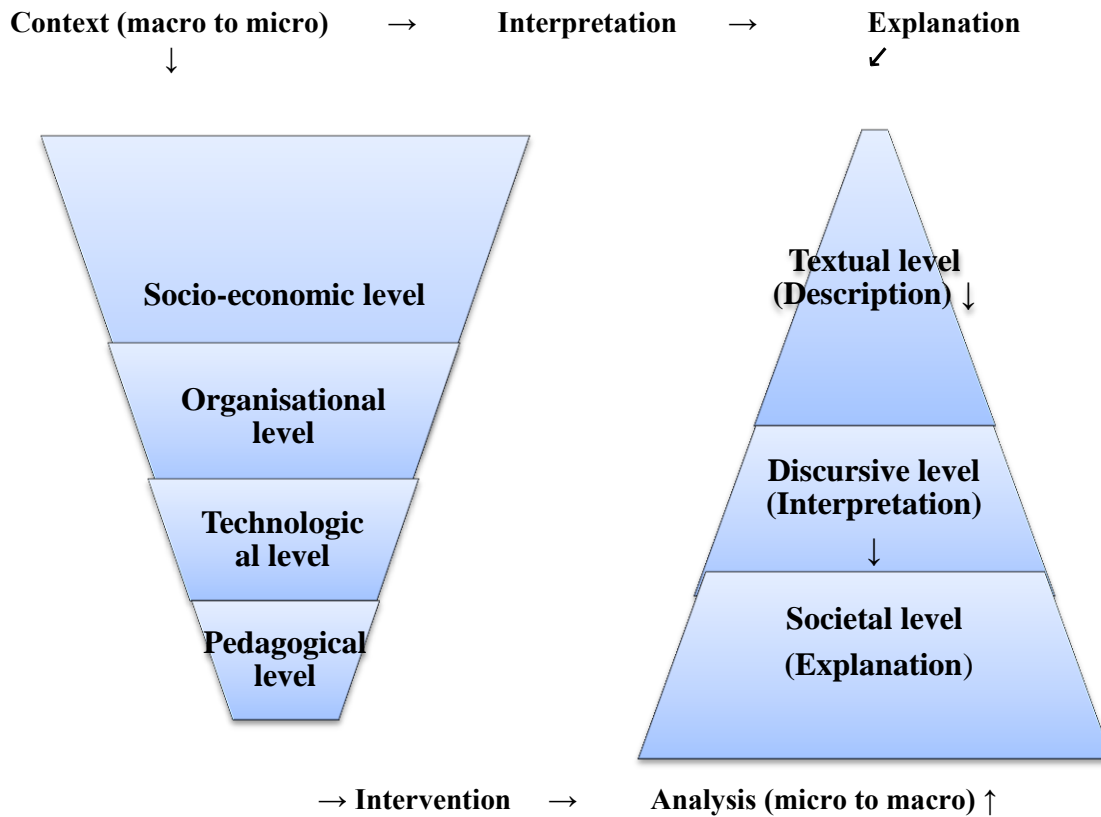 Context (macro to micro) → Interpretation → Explanation
↓ ↙
Socio-economic level
Organisational
level
Technologic
al level
Pedagogical
level
Textual level
(Description) ↓
Discursive level
(Interpretation)
↓
Societal level
(Explanation)
→ Intervention → Analysis (micro to macro) ↑